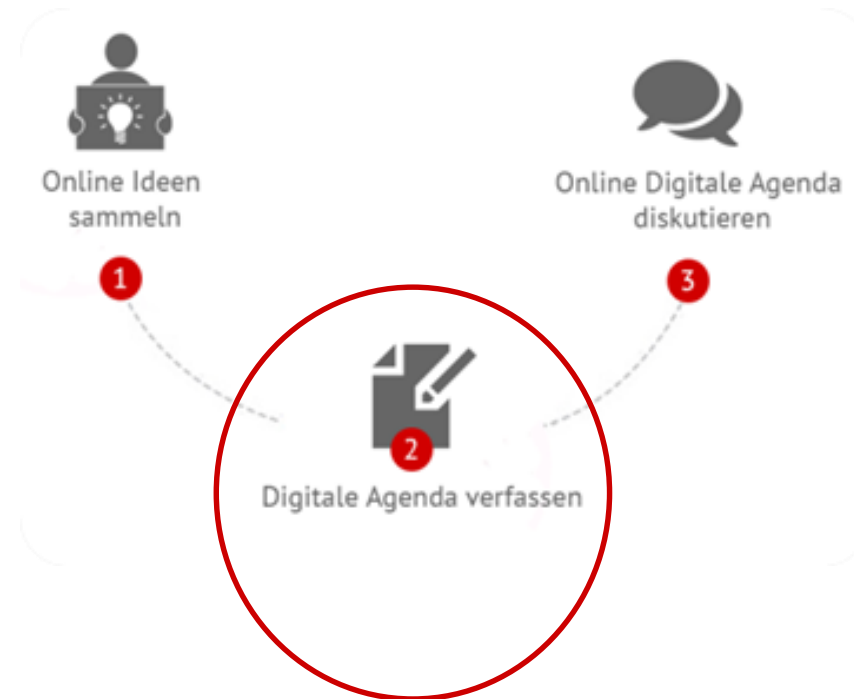 Online Ideen
sammeln
1
2
Digitale Agenda verfassen
Online Digitale Agenda
diskutieren
3